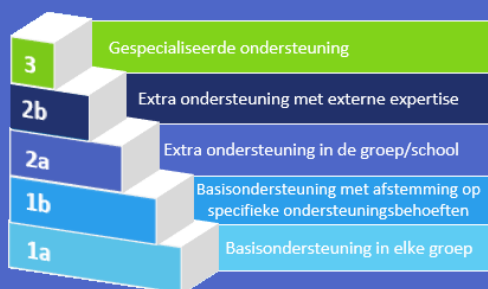 3 Gespecialiseerde ondersteuning
2b Extra ondersteuning met externe expertise
2a Extra ondersteuning in de groep/school
1b Basisondersteuning met afstemming op
specifieke ondersteuningsbehoeften
1a Basisondersteuning in elke groep